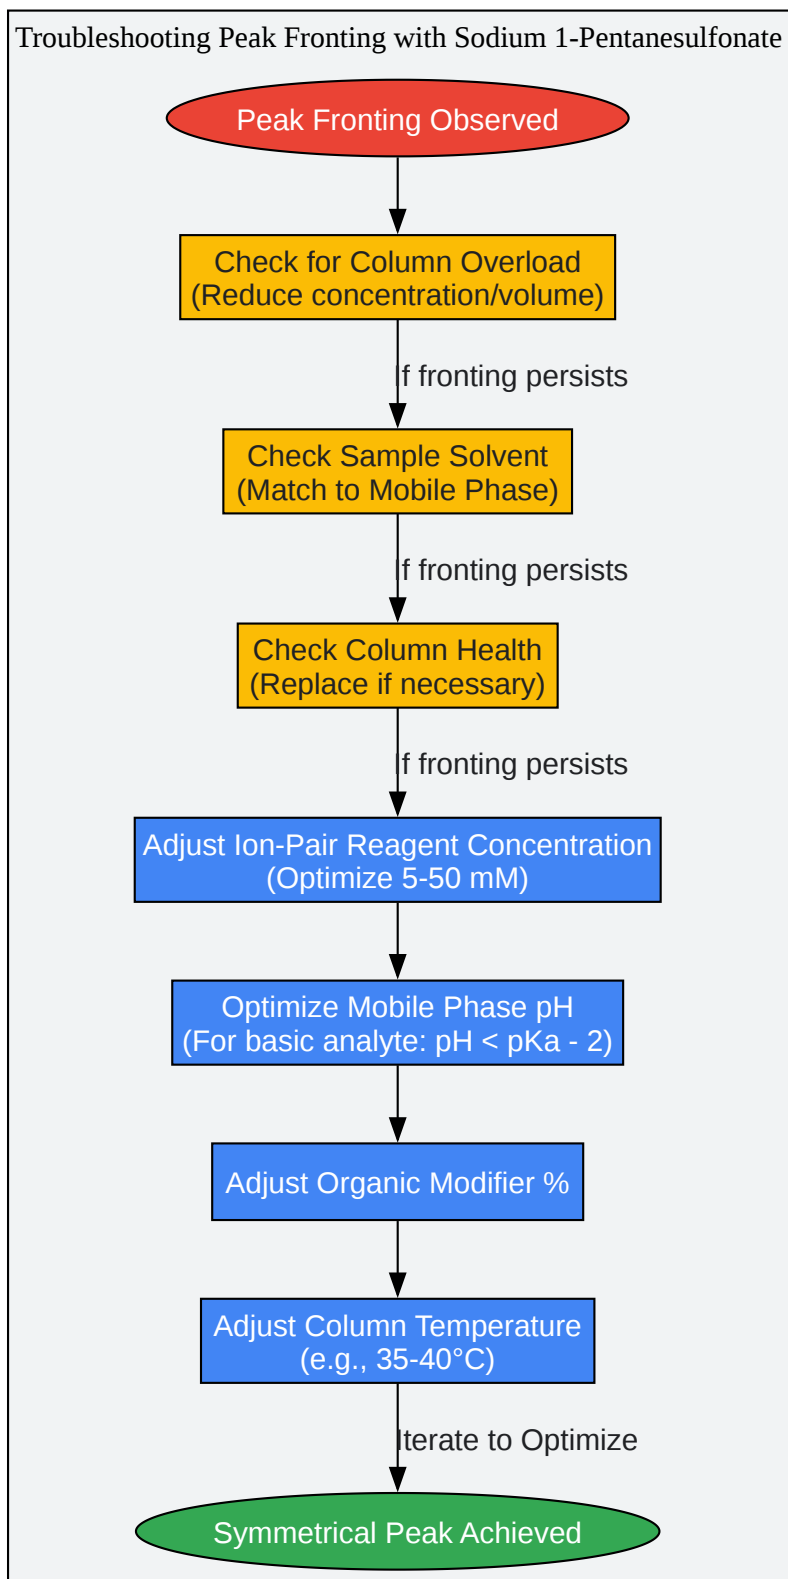 Troubleshooting Peak Fronting with Sodium 1-Pentanesulfonate
Peak Fronting Observed
Check for Column Overload
(Reduce concentration/volume)
If fronting persists
Check Sample Solvent
(Match to Mobile Phase)
If fronting persists
Check Column Health
(Replace if necessary)
If fronting persists
Adjust Ion-Pair Reagent Concentration
(Optimize 5-50 mM)
Optimize Mobile Phase pH
(For basic analyte: pH < pKa - 2)
Adjust Organic Modifier %
Adjust Column Temperature
(e.g., 35-40°C)
Iterate to Optimize
Symmetrical Peak Achieved